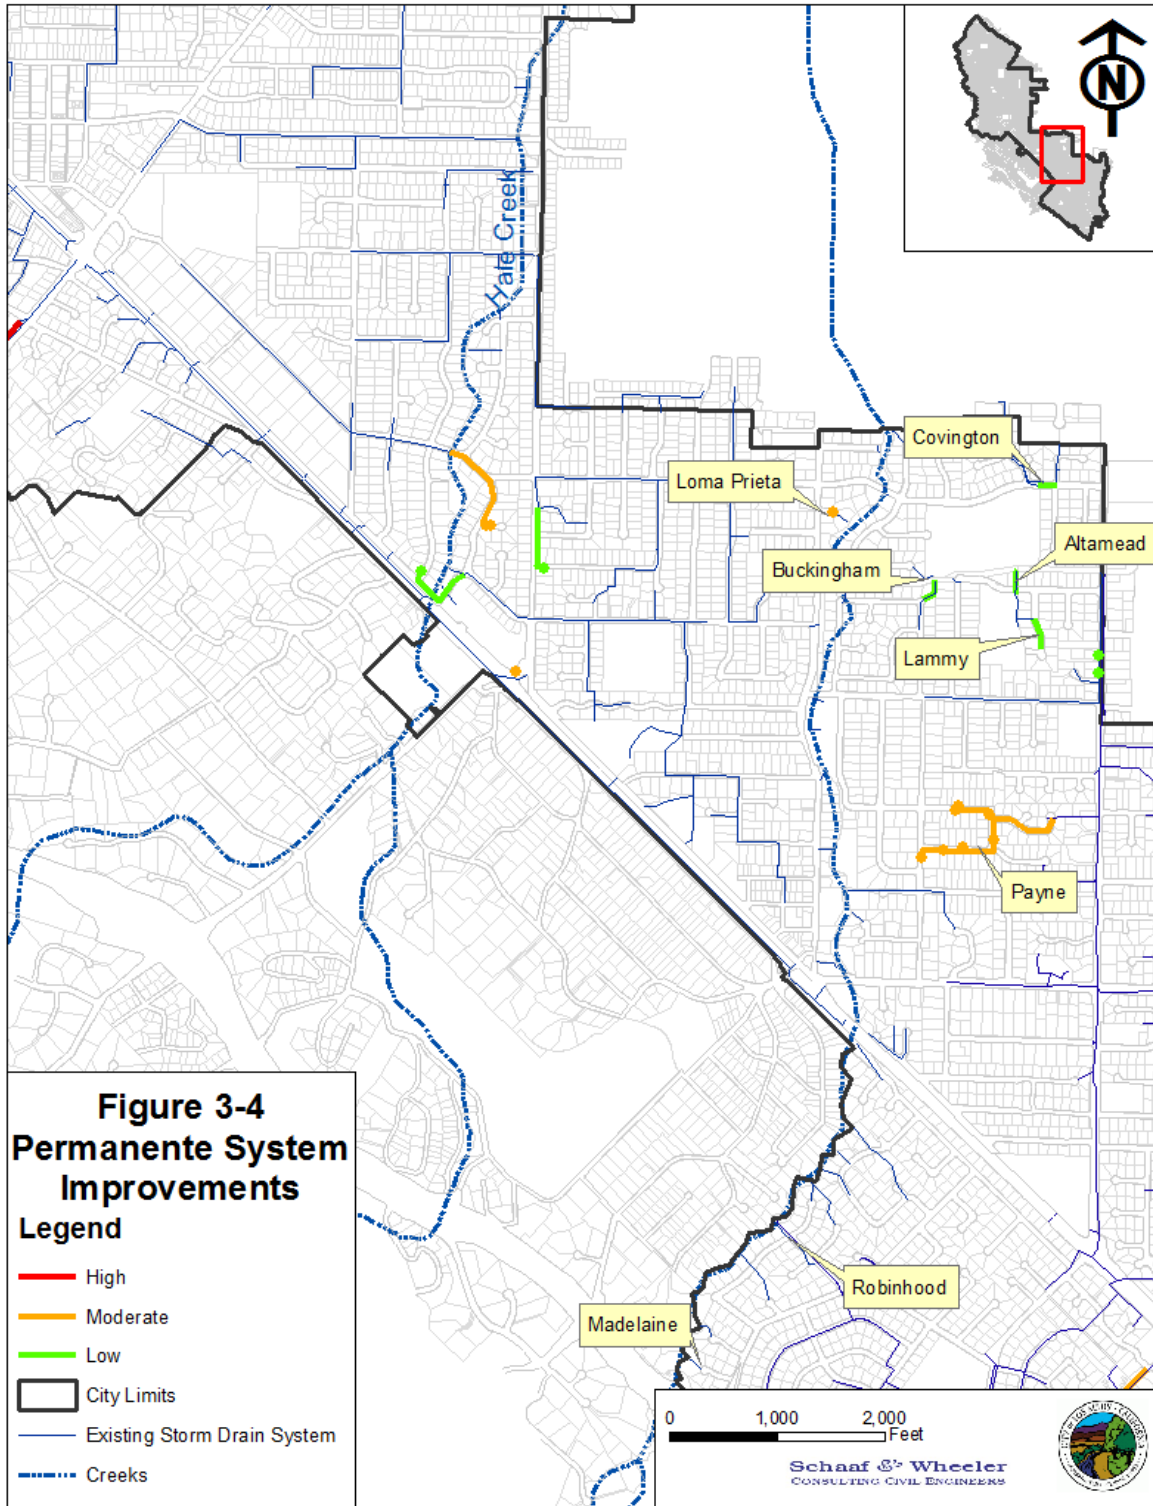 N
Hale Creek
Covington
Loma Prieta
Altamead
Buckingham
Lammy
Payne
Robinhood
Madelaine
Figure 3-4
Permanente System
Improvements
Legend
High
Moderate
Low
City Limits
Existing Storm Drain System
Creeks
0 1,000 2,000
Feet
Schaaf & Wheeler
CONSULTING CIVIL ENGINEERS